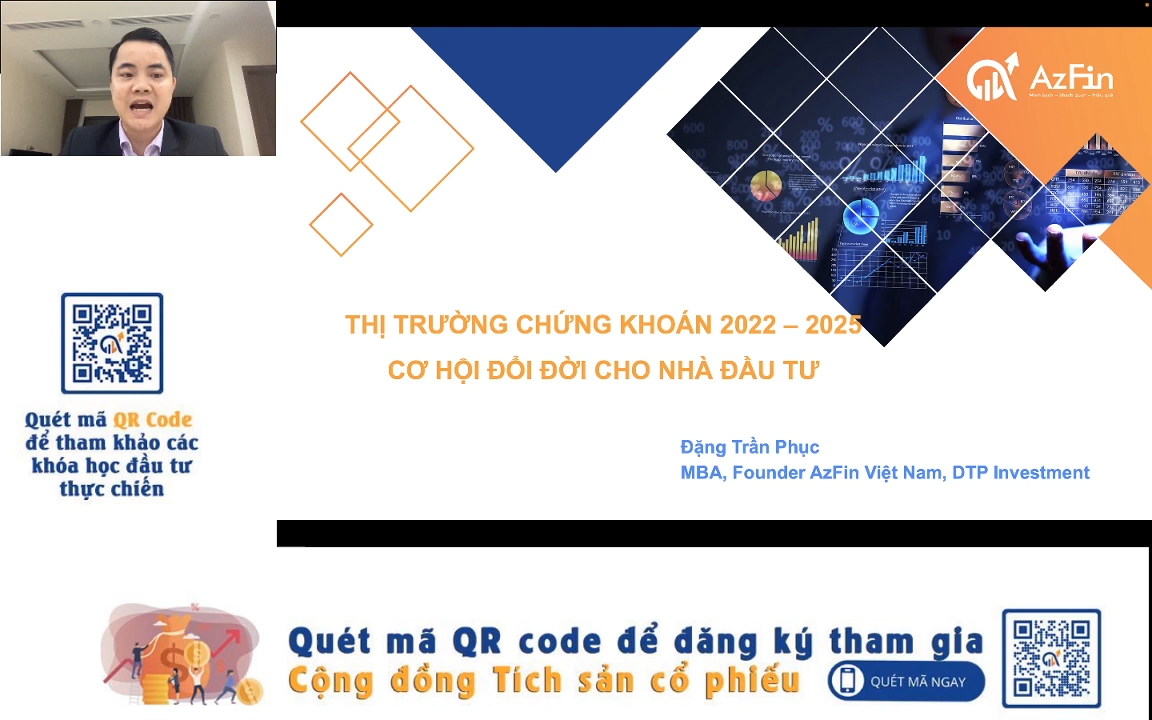 AzFin
THỊ TRƯỜNG CHỨNG KHOÁN 2022 – 2025
CƠ HỘI ĐỔI ĐỜI CHO NHÀ ĐẦU TƯ
Đặng Trần Phục
MBA, Founder AzFin Việt Nam, DTP Investment
Quét mã QR Code
để tham khảo các
khóa học đầu tư
thực chiến
Quét mã QR code để đăng ký tham gia
Cộng đồng Tích sản cổ phiếu
QUÉT MÃ NGAY